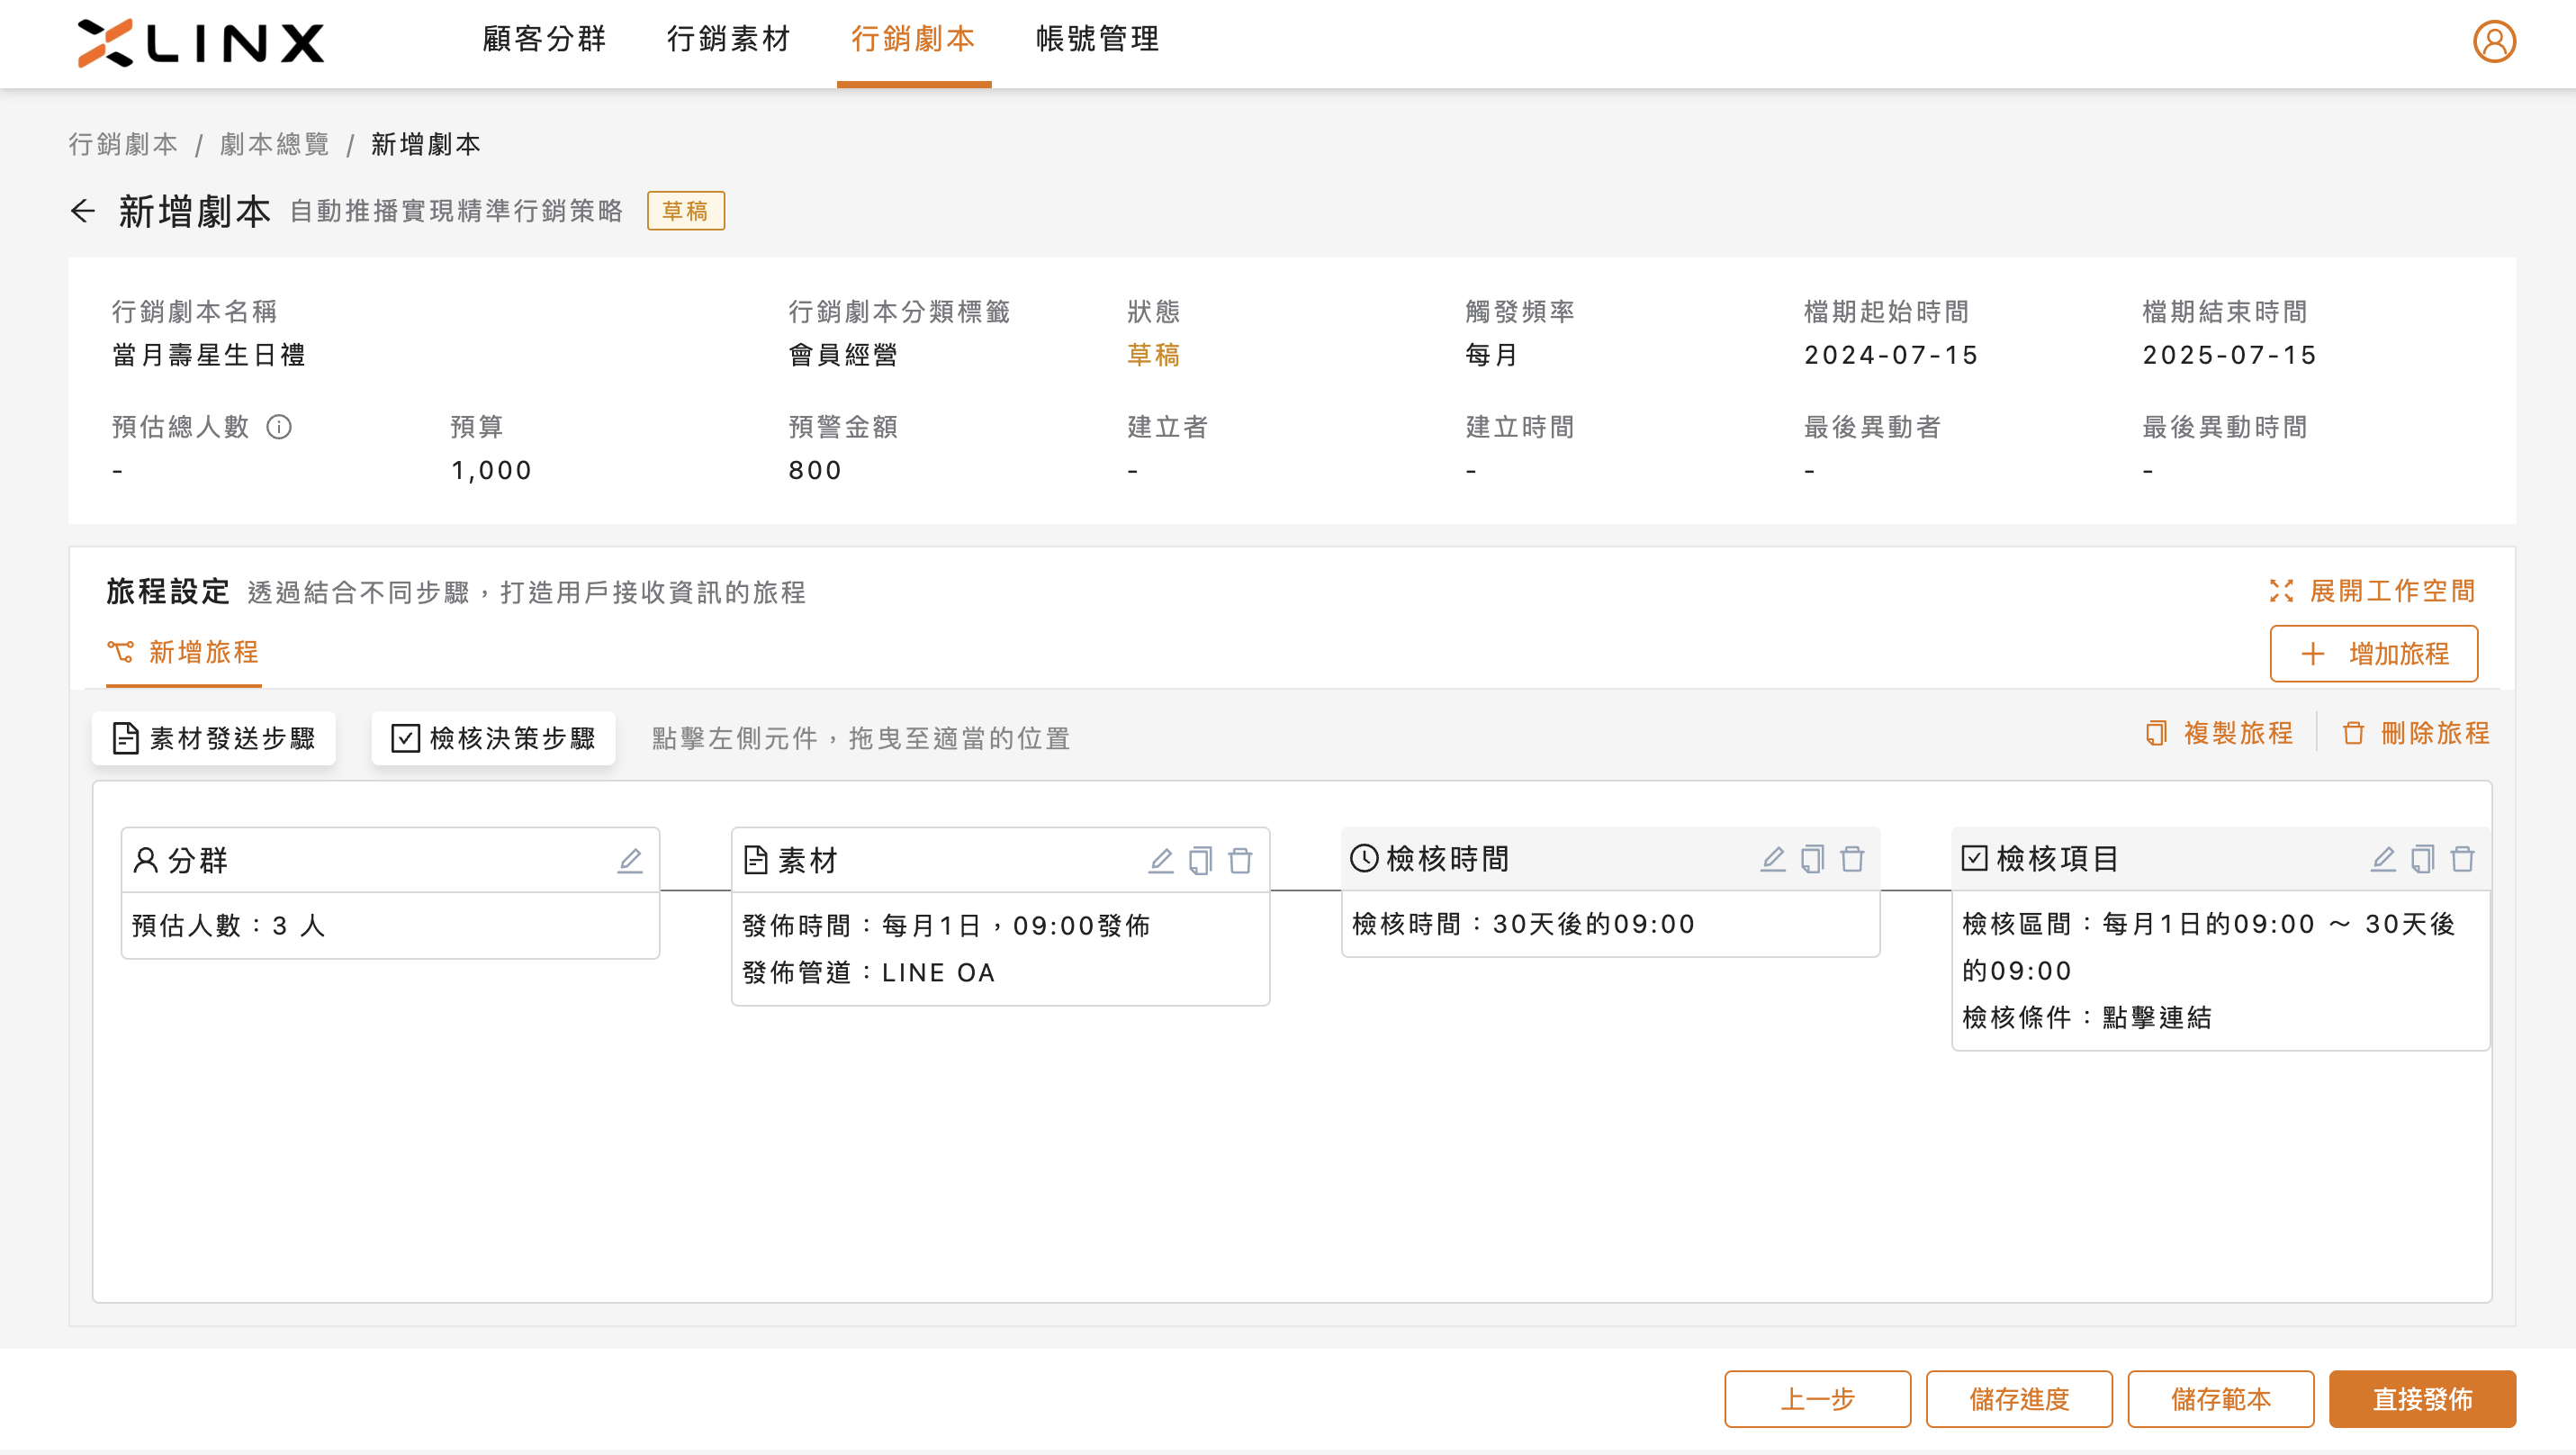 XLINX
顧客分群 行銷素材 行銷劇本 帳號管理
行銷劇本 / 劇本總覽 / 新增劇本
新增劇本 自動推播實現精準行銷策略 草稿
行銷劇本名稱 行銷劇本分類標籤 狀態 觸發頻率 檔期起始時間 檔期結束時間
當月壽星生日禮 會員經營 草稿 每月 2024-07-15 2025-07-15
預估總人數 預算 預警金額 建立者 建立時間 最後異動者 最後異動時間
- 1,000 800 - - - -
旅程設定 透過結合不同步驟，打造用戶接收資訊的旅程 展開工作空間
新增旅程 增加旅程
素材發送步驟 檢核決策步驟 點擊左側元件，拖曳至適當的位置 複製旅程 刪除旅程
分群
預估人數：3 人
素材
發佈時間：每月1日，09:00發佈
發佈管道：LINE OA
檢核時間
檢核時間：30天後的09:00
檢核項目
檢核區間：每月1日的09:00 ～ 30天後
的09:00
檢核條件：點擊連結
上一步 儲存進度 儲存範本 直接發佈